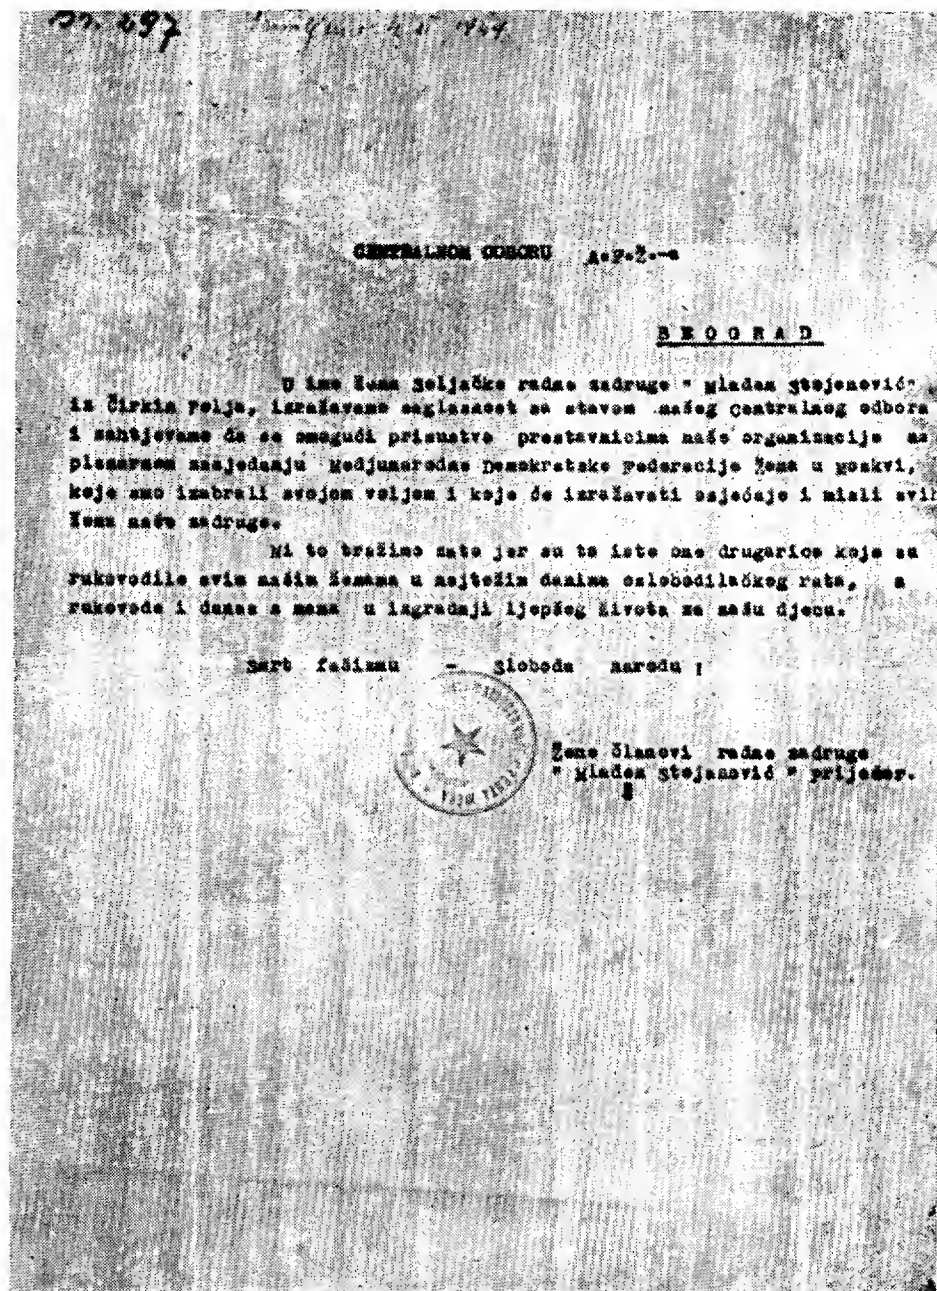 297
CENTRALNOM ODBORU A.F.Ž.-a
BEOGRAD
U ime žena Seljačke radne zadruge " Mladen Stojanović"
iz Čirkin Polja, izražavamo saglasnost sa stavom našeg Centralnog odbora
i zahtjevamo da se omogući prisustvo prestavnicima naše organizacije na
plenarnom zasjedanju Medjunarodne Demokratske Federacije Žena u Moskvi,
koje smo izabrali svojom voljom i koje će izražavati osjećaje i misli svih
žena naše zadruge.
Mi to tražimo zato jer su to iste one drugarice koje su
rukovodile svim našim ženama u najtežim danima oslobodilačkog rata, a
rukovode i danas s nama u izgradnji ljepšeg života za našu djecu.
Smrt fašizmu - Sloboda narodu !
Žene članovi radne zadruge
" Mladen Stojanović " Prijedor.